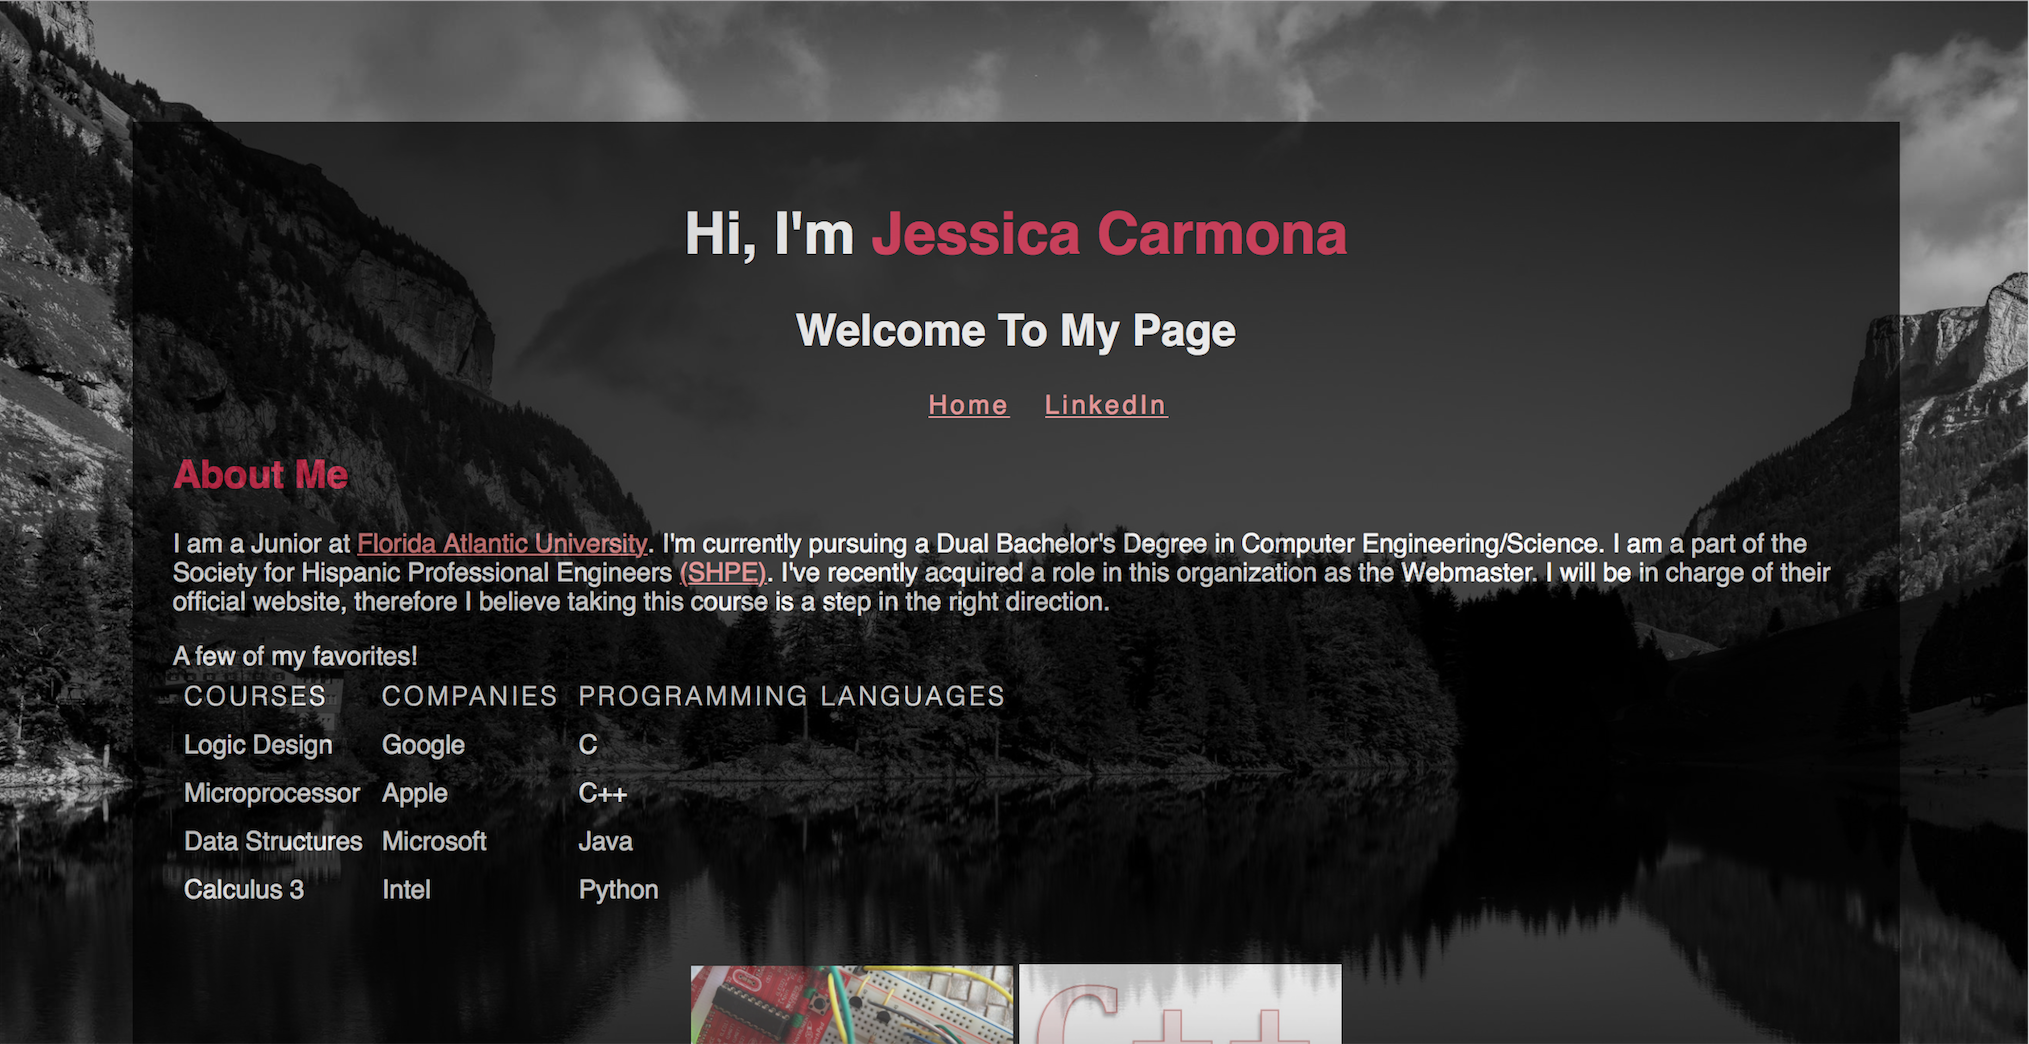 Hi, I'm Jessica Carmona
Welcome To My Page
Home LinkedIn
About Me
I am a Junior at Florida Atlantic University. I'm currently pursuing a Dual Bachelor's Degree in Computer Engineering/Science. I am a part of the
Society for Hispanic Professional Engineers (SHPE). I've recently acquired a role in this organization as the Webmaster. I will be in charge of their
official website, therefore I believe taking this course is a step in the right direction.
A few of my favorites!
COURSES COMPANIES PROGRAMMING LANGUAGES
Logic Design Google C
Microprocessor Apple C++
Data Structures Microsoft Java
Calculus 3 Intel Python
C++